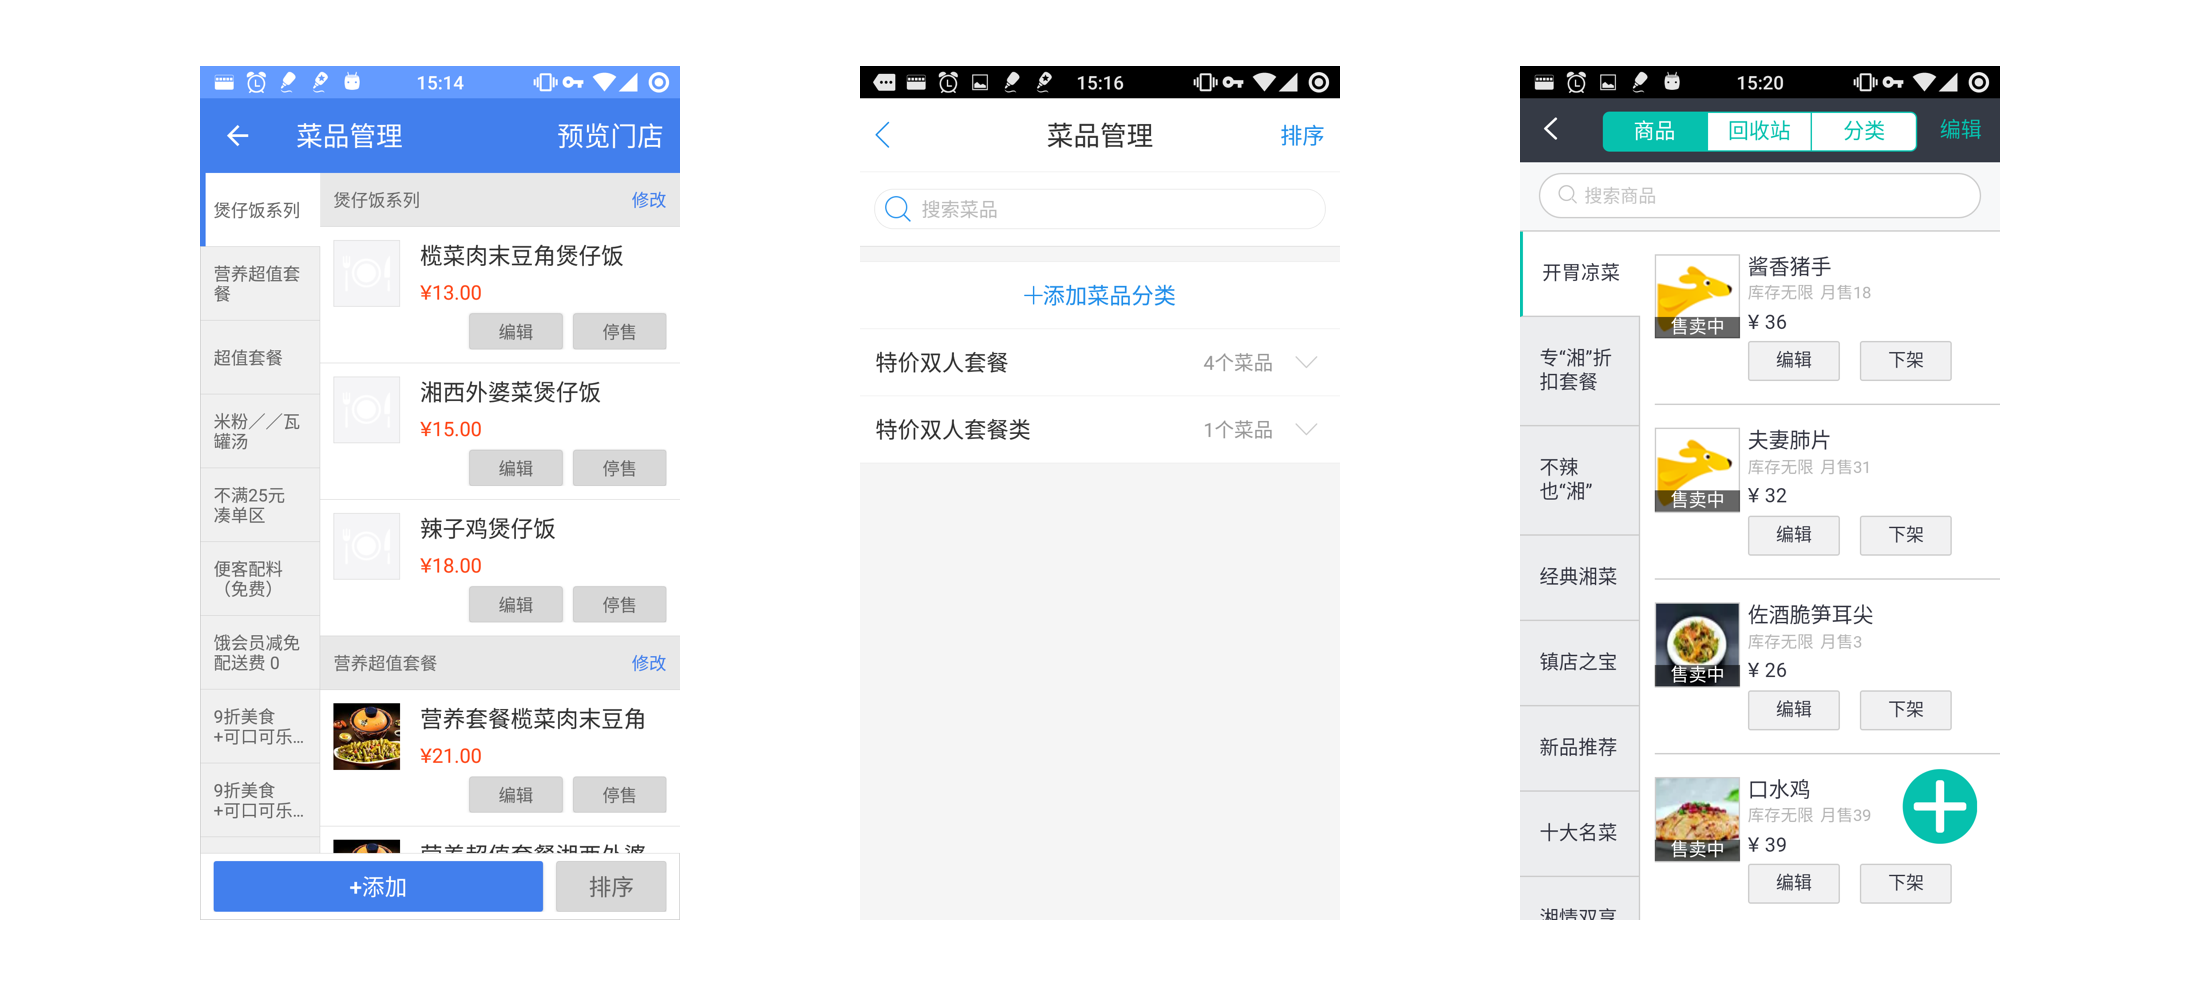 15:14
菜品管理
预览门店
煲仔饭系列
营养超值套
餐
超值套餐
米粉／／瓦
罐汤
不满25元
凑单区
便客配料
（免费）
饿会员减免
配送费 0
9折美食
+可口可乐...
9折美食
+可口可乐...
煲仔饭系列
修改
榄菜肉末豆角煲仔饭
¥13.00
编辑
停售
湘西外婆菜煲仔饭
¥15.00
编辑
停售
辣子鸡煲仔饭
¥18.00
编辑
停售
营养超值套餐
修改
营养套餐榄菜肉末豆角
¥21.00
编辑
停售
营养超值套餐湘西外婆
+添加
排序
15:16
菜品管理
排序
搜索菜品
+添加菜品分类
特价双人套餐
4个菜品
特价双人套餐类
1个菜品
15:20
商品
回收站
分类
编辑
搜索商品
开胃凉菜
专“湘”折
扣套餐
不辣
也“湘”
经典湘菜
镇店之宝
新品推荐
十大名菜
湘情双享
酱香猪手
库存无限 月售18
¥ 36
售卖中
编辑
下架
夫妻肺片
库存无限 月售31
¥ 32
售卖中
编辑
下架
佐酒脆笋耳尖
库存无限 月售3
¥ 26
售卖中
编辑
下架
口水鸡
库存无限 月售39
¥ 39
售卖中
编辑
下架